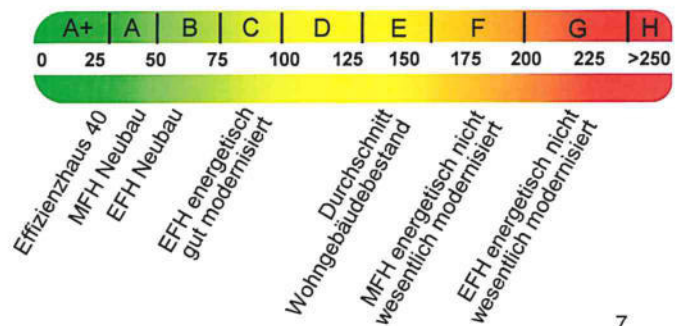 A+ A B C D E F G H
0 25 50 75 100 125 150 175 200 225 >250
Effizienzhaus 40
MFH Neubau
EFH Neubau
EFH energetisch
gut modernisiert
Durchschnitt
Wohngebäudebestand
MFH energetisch nicht
wesentlich modernisiert
EFH energetisch nicht
wesentlich modernisiert
7